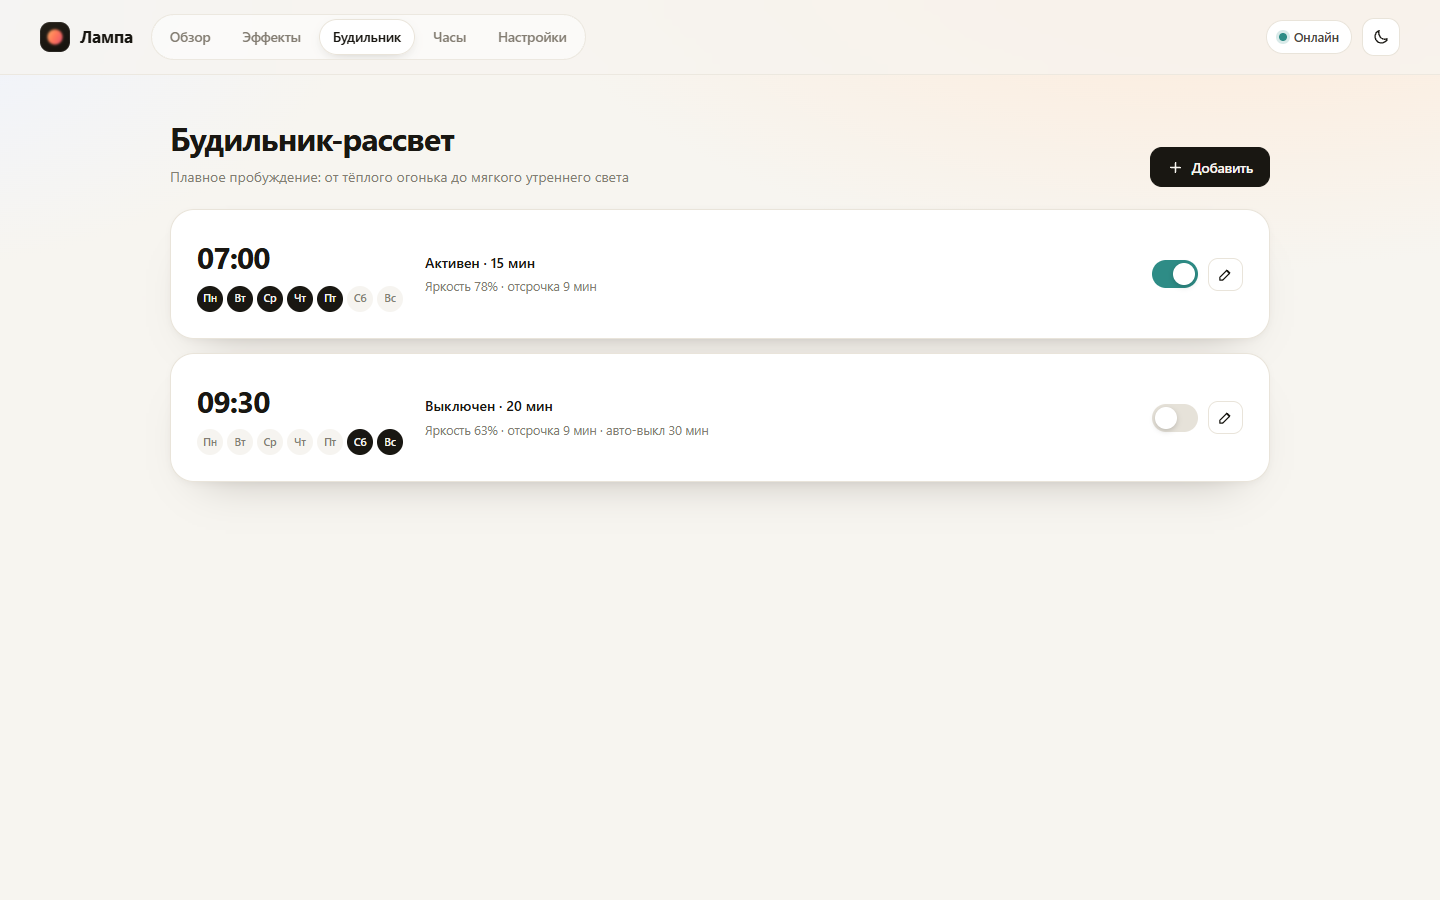 Лампа
Обзор
Эффекты
Будильник
Часы
Настройки
Онлайн
Будильник-рассвет
Плавное пробуждение: от тёплого огонька до мягкого утреннего света
Добавить
07:00
Пн Вт Ср Чт Пт Сб Вс
Активен · 15 мин
Яркость 78% · отсрочка 9 мин
09:30
Пн Вт Ср Чт Пт Сб Вс
Выключен · 20 мин
Яркость 63% · отсрочка 9 мин · авто-выкл 30 мин